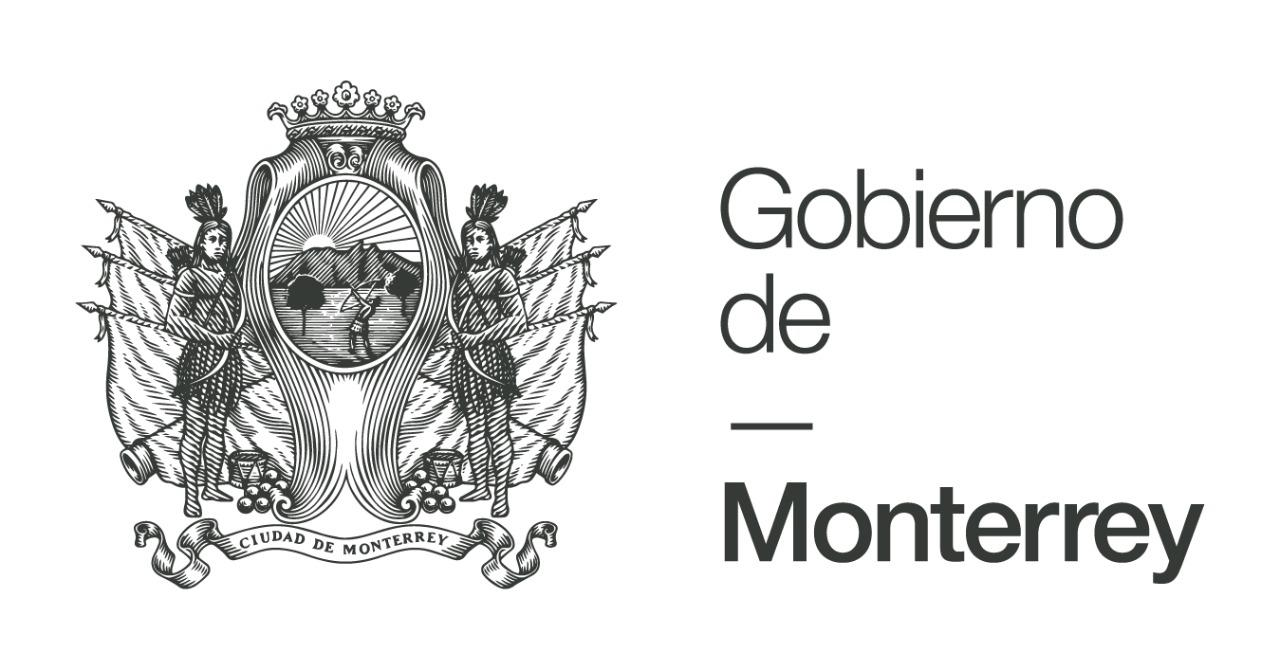 CIUDAD DE MONTERREY
Gobierno
de
—
Monterrey